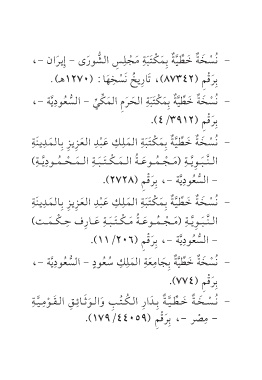 - نُسْخَةٌ خَطِّيَّةٌ بِمَكْتَبَةِ مَجْلِسِ الشُّورَى - إِيرَان -،
بِرَقْمِ (٨٧٣٤٢)، تَارِيخُ نَسْخِهَا: (١٢٧٠هـ).
- نُسْخَةٌ خَطِّيَّةٌ بِمَكْتَبَةِ الحَرَمِ المَكِّيِّ - السُّعُودِيَّة -،
بِرَقْمِ (٣٩١٢/ ٤).
- نُسْخَةٌ خَطِّيَّةٌ بِمَكْتَبَةِ المَلِكِ عَبْدِ العَزِيزِ بِالمَدِينَةِ
النَّبَوِيَّةِ (مَجْمُوعَةُ المَكْتَبَةِ المَحْمُودِيَّةِ)
- السُّعُودِيَّة -، بِرَقْمِ (٢٧٢٨).
- نُسْخَةٌ خَطِّيَّةٌ بِمَكْتَبَةِ المَلِكِ عَبْدِ العَزِيزِ بِالمَدِينَةِ
النَّبَوِيَّةِ (مَجْمُوعَةُ مَكْتَبَةِ عَارِف حِكْمَت)
- السُّعُودِيَّة -، بِرَقْمِ (٢٠٦/ ١١).
- نُسْخَةٌ خَطِّيَّةٌ بِجَامِعَةِ المَلِكِ سُعُودٍ - السُّعُودِيَّة -،
بِرَقْمِ (٧٧٤).
- نُسْخَةٌ خَطِّيَّةٌ بِدَارِ الكُتُبِ وَالوَثَائِقِ القَوْمِيَّةِ
- مِصْر -، بِرَقْمِ (٤٤٠٥٩/ ١٧٩).